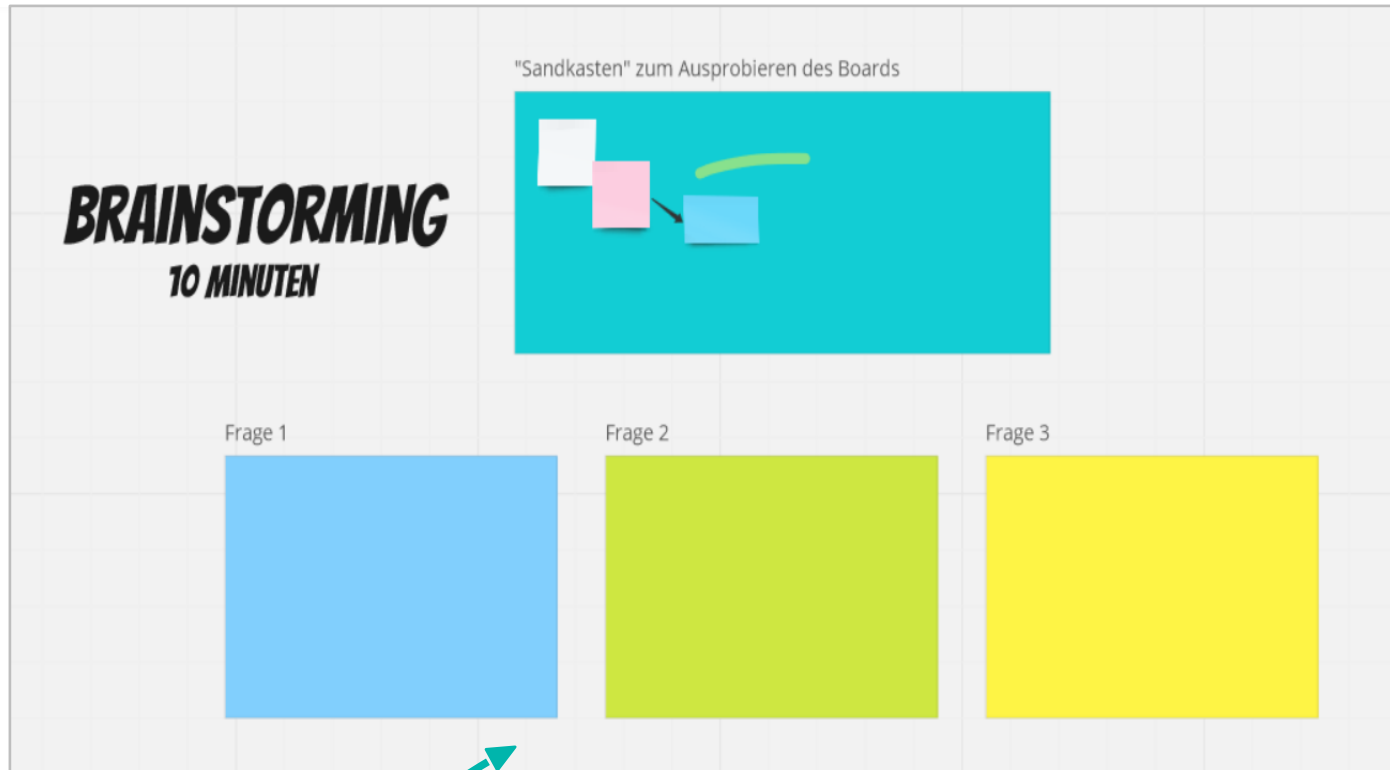 "Sandkasten" zum Ausprobieren des Boards
BRAINSTORMING
10 MINUTEN
Frage 1
Frage 2
Frage 3